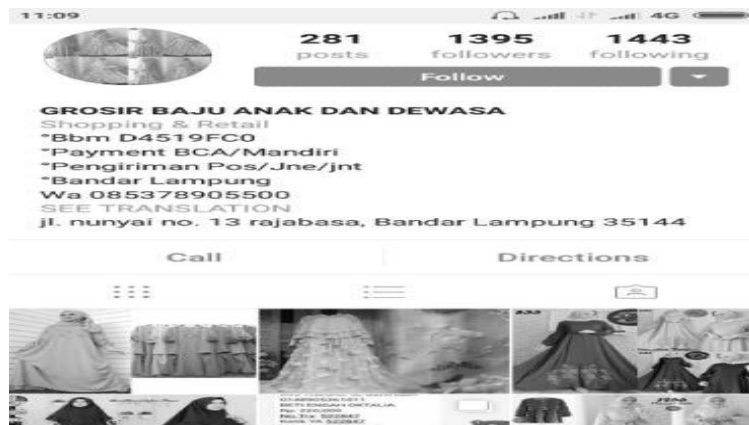 11:09 4G
281 1395 1443
posts followers following
Follow
GROSIR BAJU ANAK DAN DEWASA
Shopping & Retail
*Bbm D4519FC0
*Payment BCA/Mandiri
*Pengiriman Pos/Jne/jnt
*Bandar Lampung
Wa 085378905500
SEE TRANSLATION
jl. nunyai no. 13 rajabasa, Bandar Lampung 35144
Call Directions